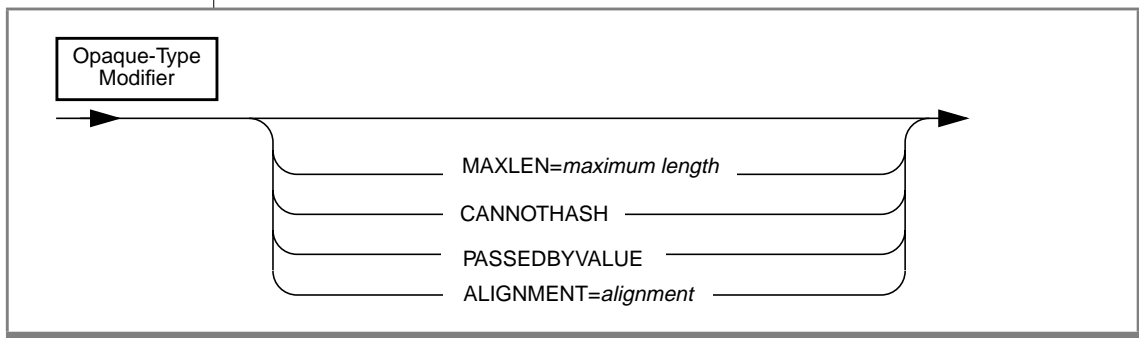 Opaque-Type
Modifier
MAXLEN=maximum length
CANNOTHASH
PASSEDBYVALUE
ALIGNMENT=alignment